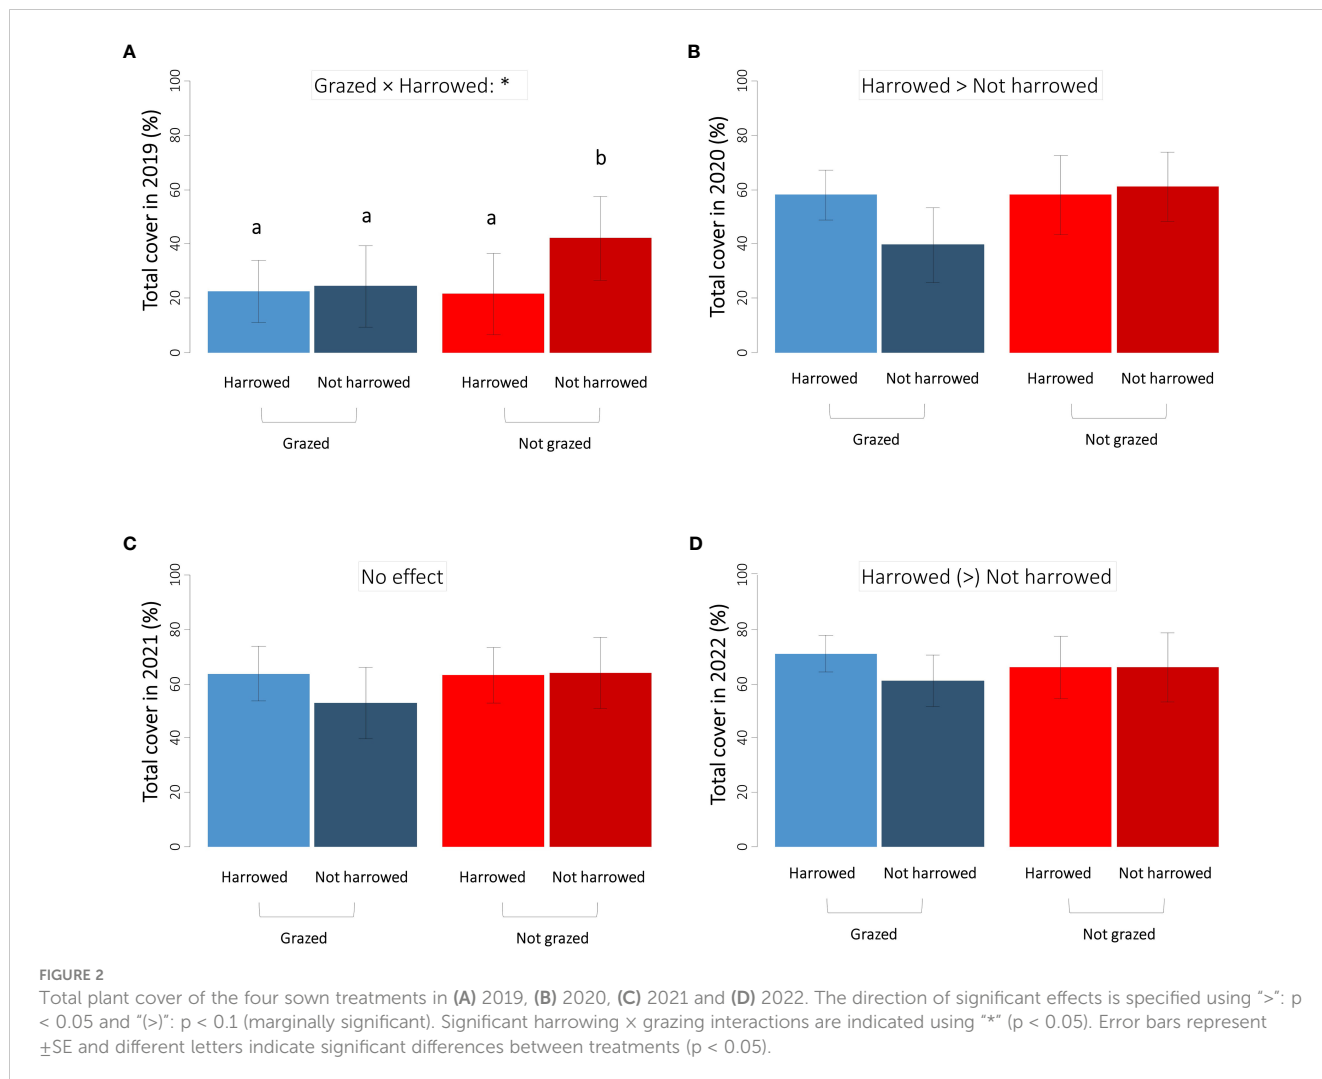 A
Grazed × Harrowed: *
Total cover in 2019 (%)
100
80
60
40
20
0
a
a
a
b
Harrowed
Not harrowed
Harrowed
Not harrowed
Grazed
Not grazed
B
Harrowed > Not harrowed
Total cover in 2020 (%)
100
80
60
40
20
0
Harrowed
Not harrowed
Harrowed
Not harrowed
Grazed
Not grazed
C
No effect
Total cover in 2021 (%)
100
80
60
40
20
0
Harrowed
Not harrowed
Harrowed
Not harrowed
Grazed
Not grazed
D
Harrowed (>) Not harrowed
Total cover in 2022 (%)
100
80
60
40
20
0
Harrowed
Not harrowed
Harrowed
Not harrowed
Grazed
Not grazed
FIGURE 2
Total plant cover of the four sown treatments in (A) 2019, (B) 2020, (C) 2021 and (D) 2022. The direction of significant effects is specified using “>”: p
< 0.05 and “(>)”: p < 0.1 (marginally significant). Significant harrowing × grazing interactions are indicated using “*” (p < 0.05). Error bars represent
±SE and different letters indicate significant differences between treatments (p < 0.05).